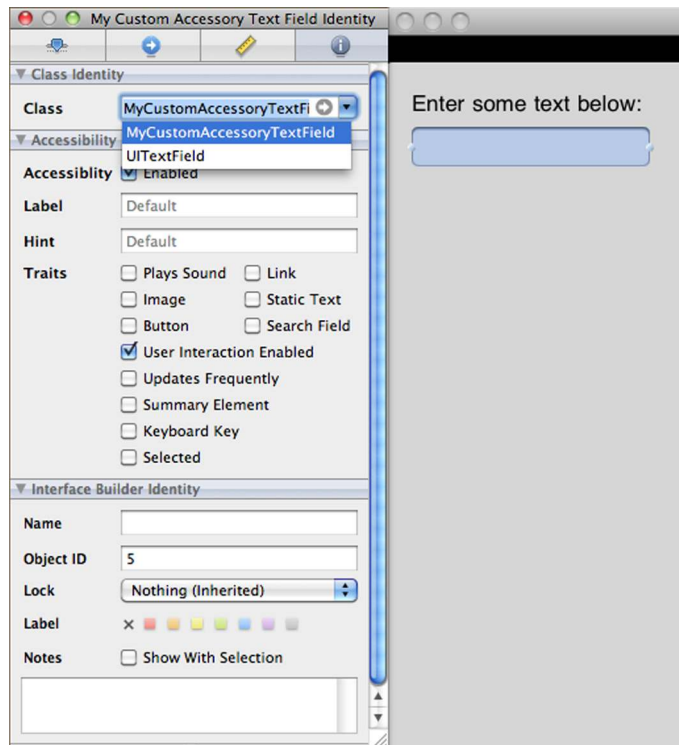 My Custom Accessory Text Field Identity
Class Identity
Class MyCustomAccessoryTextFi
MyCustomAccessoryTextField
UITextField
Accessibility
Accessiblity Enabled
Label Default
Hint Default
Traits Plays Sound Link
Image Static Text
Button Search Field
User Interaction Enabled
Updates Frequently
Summary Element
Keyboard Key
Selected
Interface Builder Identity
Name
Object ID 5
Lock Nothing (Inherited)
Label
Notes Show With Selection
Enter some text below: